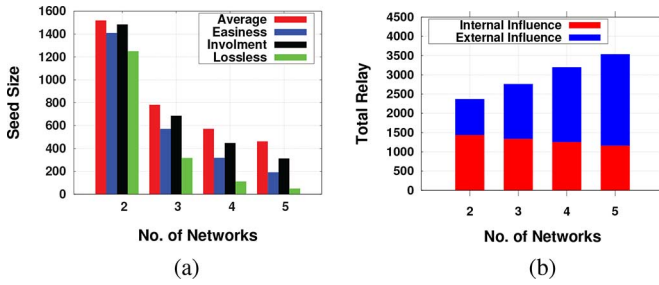 1600
1400
1200
1000
800
600
400
200
0
Seed Size
Average
Easiness
Involment
Lossless
2 3 4 5
No. of Networks
(a)
4500
4000
3500
3000
2500
2000
1500
1000
500
0
Total Relay
Internal Influence
External Influence
2 3 4 5
No. of Networks
(b)